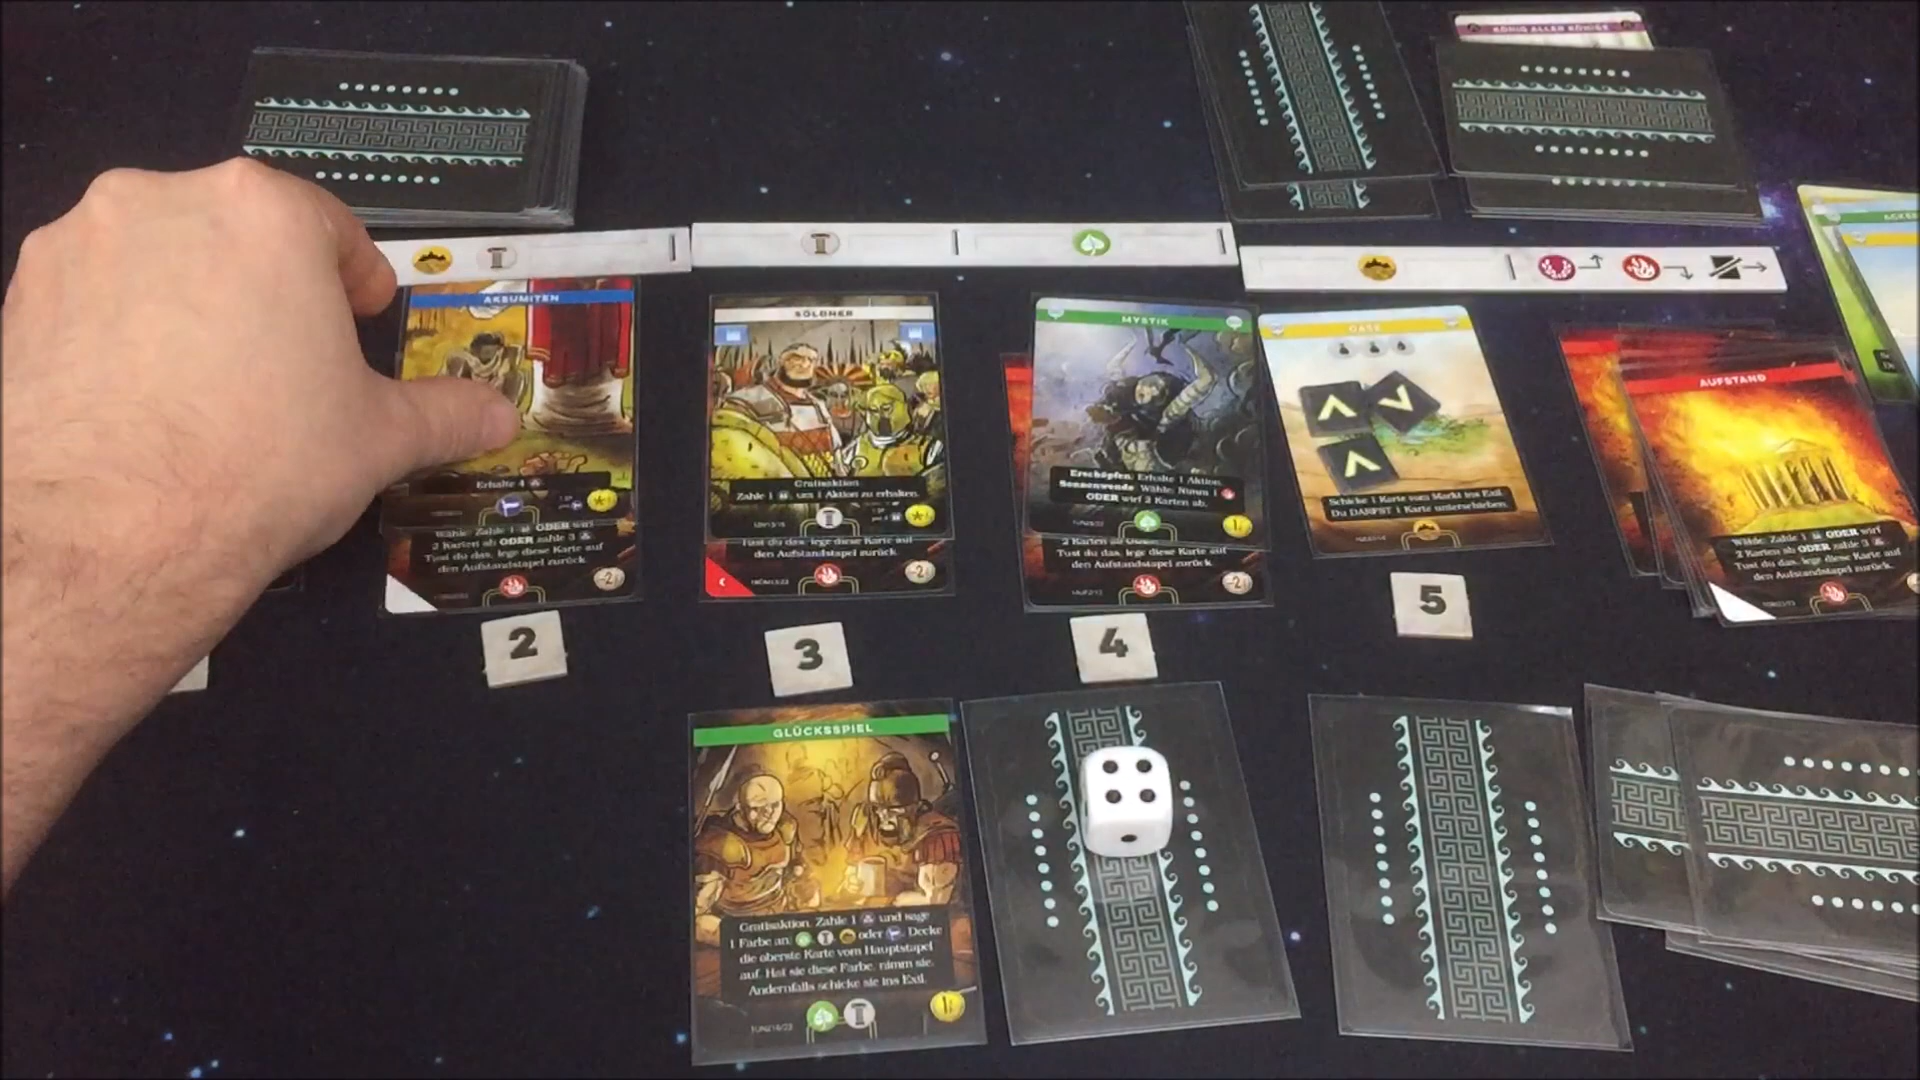 KÖNIG ALLER KÖNIGE
AKSUMITEN
Erhalte 4
2 Karten ab ODER zahle 3
Tust du das, lege diese Karte auf
den Aufstandstapel zurück.
-2
SÖLDNER
Gratisaktion.
Zahle 1 , um 1 Aktion zu erhalten.
Tust du das, lege diese Karte auf
den Aufstandstapel zurück.
-2
MYSTIK
Erschöpfen. Erhalte 1 Aktion.
Sonnenwende. Wähle: Nimm 1
ODER wirf 2 Karten ab.
1
Tust du das, lege diese Karte auf
den Aufstandstapel zurück.
-2
OASE
Schicke 1 Karte vom Markt ins Exil.
Du DARFST 1 Karte unterschieben.
AUFSTAND
Wähle: Zahle 1 ODER wirf
2 Karten ab ODER zahle 3
Tust du das, lege diese Karte auf
den Aufstandstapel zurück.
2
3
4
5
GLÜCKSSPIEL
Gratisaktion. Zahle 1 und sage
1 Farbe an: , , oder . Decke
die oberste Karte vom Hauptstapel
auf. Hat sie diese Farbe, nimm sie.
Andernfalls schicke sie ins Exil.
1